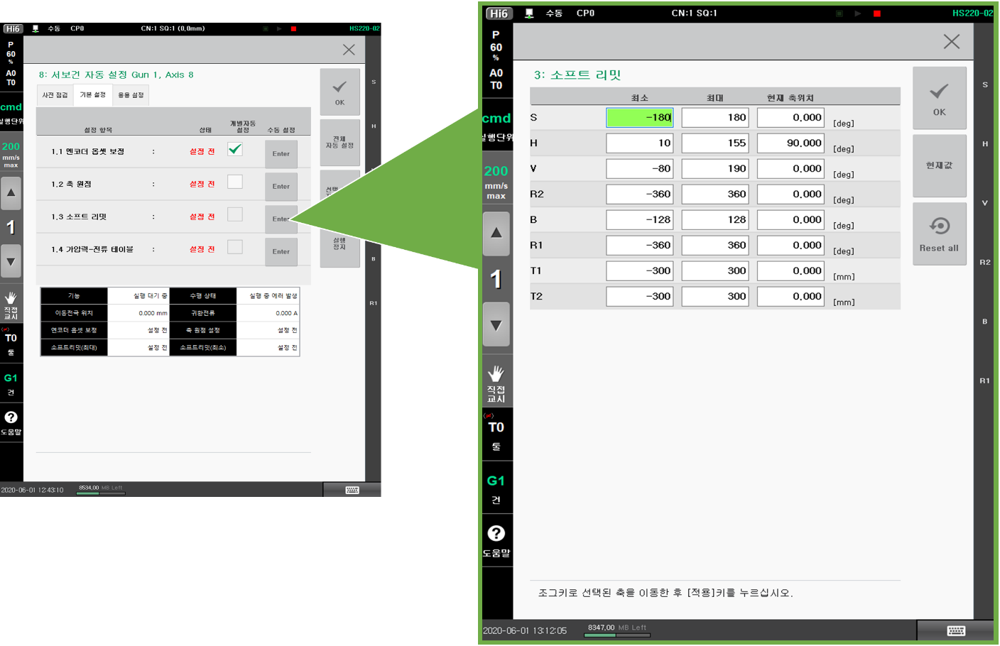 Hi6 수동 CP0 CN:1 SQ:1 (0,0mm) HS220-02
P
60
%
A0
T0
cmd
실행단위
200
mm/s
max
1
직접
교시
T0
툴
G1
건
도움말
8: 서보건 자동 설정 Gun 1, Axis 8
사전 점검 기본 설정 응용 설정
설정 항목 상태 개별자동 설정 수동 설정
1.1 엔코더 옵셋 보정 : 설정 전 Enter
1.2 축 원점 : 설정 전 Enter
1.3 소프트 리밋 : 설정 전 Enter
1.4 가압력-전류 테이블 : 설정 전 Enter
기능 실행 대기 중 수행 상태 실행 중 에러 발생
이동전극 위치 0.000 mm 귀환전류 0.000 A
엔코더 옵셋 보정 설정 전 축 원점 설정 설정 전
소프트리밋(최대) 설정 전 소프트리밋(최소) 설정 전
OK
전체
자동 설정
실행
정지
S
H
B
R1
2020-06-01 12:43:10 8534,00 MB Left
Hi6 수동 CP0 CN:1 SQ:1 HS220-02
P
60
%
A0
T0
cmd
실행단위
200
mm/s
max
1
직접
교시
T0
툴
G1
건
도움말
3: 소프트 리밋
최소 최대 현재 축위치
S -180 180 0.000 [deg]
H 10 155 90.000 [deg]
V -80 190 0.000 [deg]
R2 -360 360 0.000 [deg]
B -128 128 0.000 [deg]
R1 -360 360 0.000 [deg]
T1 -300 300 0.000 [mm]
T2 -300 300 0.000 [mm]
OK
현재값
Reset all
S
H
V
R2
B
R1
조그키로 선택된 축을 이동한 후 [적용]키를 누르십시오.
2020-06-01 13:12:05 8347,00 MB Left